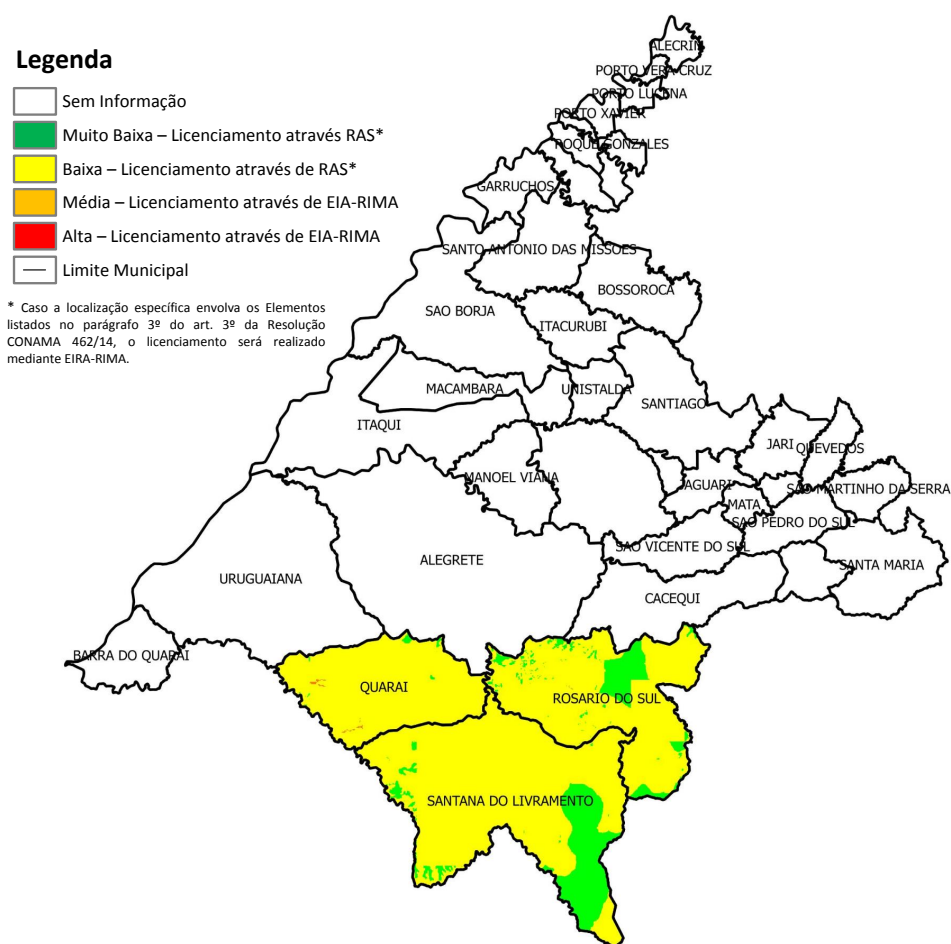 Legenda
Sem Informação
Muito Baixa – Licenciamento através RAS*
Baixa – Licenciamento através de RAS*
Média – Licenciamento através de EIA-RIMA
Alta – Licenciamento através de EIA-RIMA
Limite Municipal
* Caso a localização específica envolva os Elementos
listados no parágrafo 3º do art. 3º da Resolução
CONAMA 462/14, o licenciamento será realizado
mediante EIRA-RIMA.
ALECRIM
PORTO VERA CRUZ
PORTO LUCENA
PORTO XAVIER
ROQUE GONZALES
GARRUCHOS
SANTO ANTONIO DAS MISSOES
BOSSOROCA
SAO BORJA
ITACURUBI
MACAMBARA
UNISTALDA
SANTIAGO
ITAQUI
JARI
QUEVEDOS
MANOEL VIANA
JAGUARI
SAO MARTINHO DA SERRA
MATA
SAO PEDRO DO SUL
SAO VICENTE DO SUL
ALEGRETE
SANTA MARIA
URUGUAIANA
CACEQUI
BARRA DO QUARAI
QUARAI
ROSARIO DO SUL
SANTANA DO LIVRAMENTO